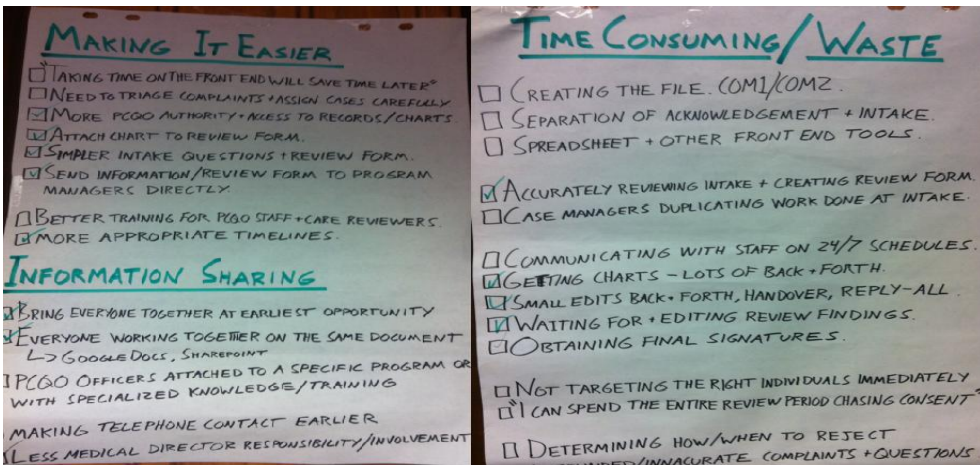 MAKING IT EASIER
☐ "TAKING TIME ON THE FRONT END WILL SAVE TIME LATER"
☐ NEED TO TRIAGE COMPLAINTS + ASSIGN CASES CAREFULLY
☑ MORE PCQO AUTHORITY + ACCESS TO RECORDS/CHARTS.
☑ ATTACH CHART TO REVIEW FORM.
☑ SIMPLER INTAKE QUESTIONS + REVIEW FORM.
☑ SEND INFORMATION/REVIEW FORM TO PROGRAM
MANAGERS DIRECTLY.
☐ BETTER TRAINING FOR PCQO STAFF + CARE REVIEWERS.
☑ MORE APPROPRIATE TIMELINES.
INFORMATION SHARING
☑ BRING EVERYONE TOGETHER AT EARLIEST OPPORTUNITY
☑ EVERYONE WORKING TOGETHER ON THE SAME DOCUMENT
↳ GOOGLE DOCS, SHAREPOINT
☐ PCQO OFFICERS ATTACHED TO A SPECIFIC PROGRAM OR
WITH SPECIALIZED KNOWLEDGE/TRAINING
MAKING TELEPHONE CONTACT EARLIER
LESS MEDICAL DIRECTOR RESPONSIBILITY/INVOLVEMENT
TIME CONSUMING/WASTE
☐ CREATING THE FILE. COM1/COM2.
☐ SEPARATION OF ACKNOWLEDGEMENT + INTAKE.
☐ SPREADSHEET + OTHER FRONT END TOOLS.
☑ ACCURATELY REVIEWING INTAKE + CREATING REVIEW FORM.
☐ CASE MANAGERS DUPLICATING WORK DONE AT INTAKE.
☐ COMMUNICATING WITH STAFF ON 24/7 SCHEDULES.
☑ GETTING CHARTS - LOTS OF BACK + FORTH.
☑ SMALL EDITS BACK + FORTH, HANDOVER, REPLY-ALL.
☑ WAITING FOR + EDITING REVIEW FINDINGS.
☑ OBTAINING FINAL SIGNATURES.
☐ NOT TARGETING THE RIGHT INDIVIDUALS IMMEDIATELY
☐ "I CAN SPEND THE ENTIRE REVIEW PERIOD CHASING CONSENT"
☐ DETERMINING HOW/WHEN TO REJECT
/INNACURATE COMPLAINTS + QUESTIONS